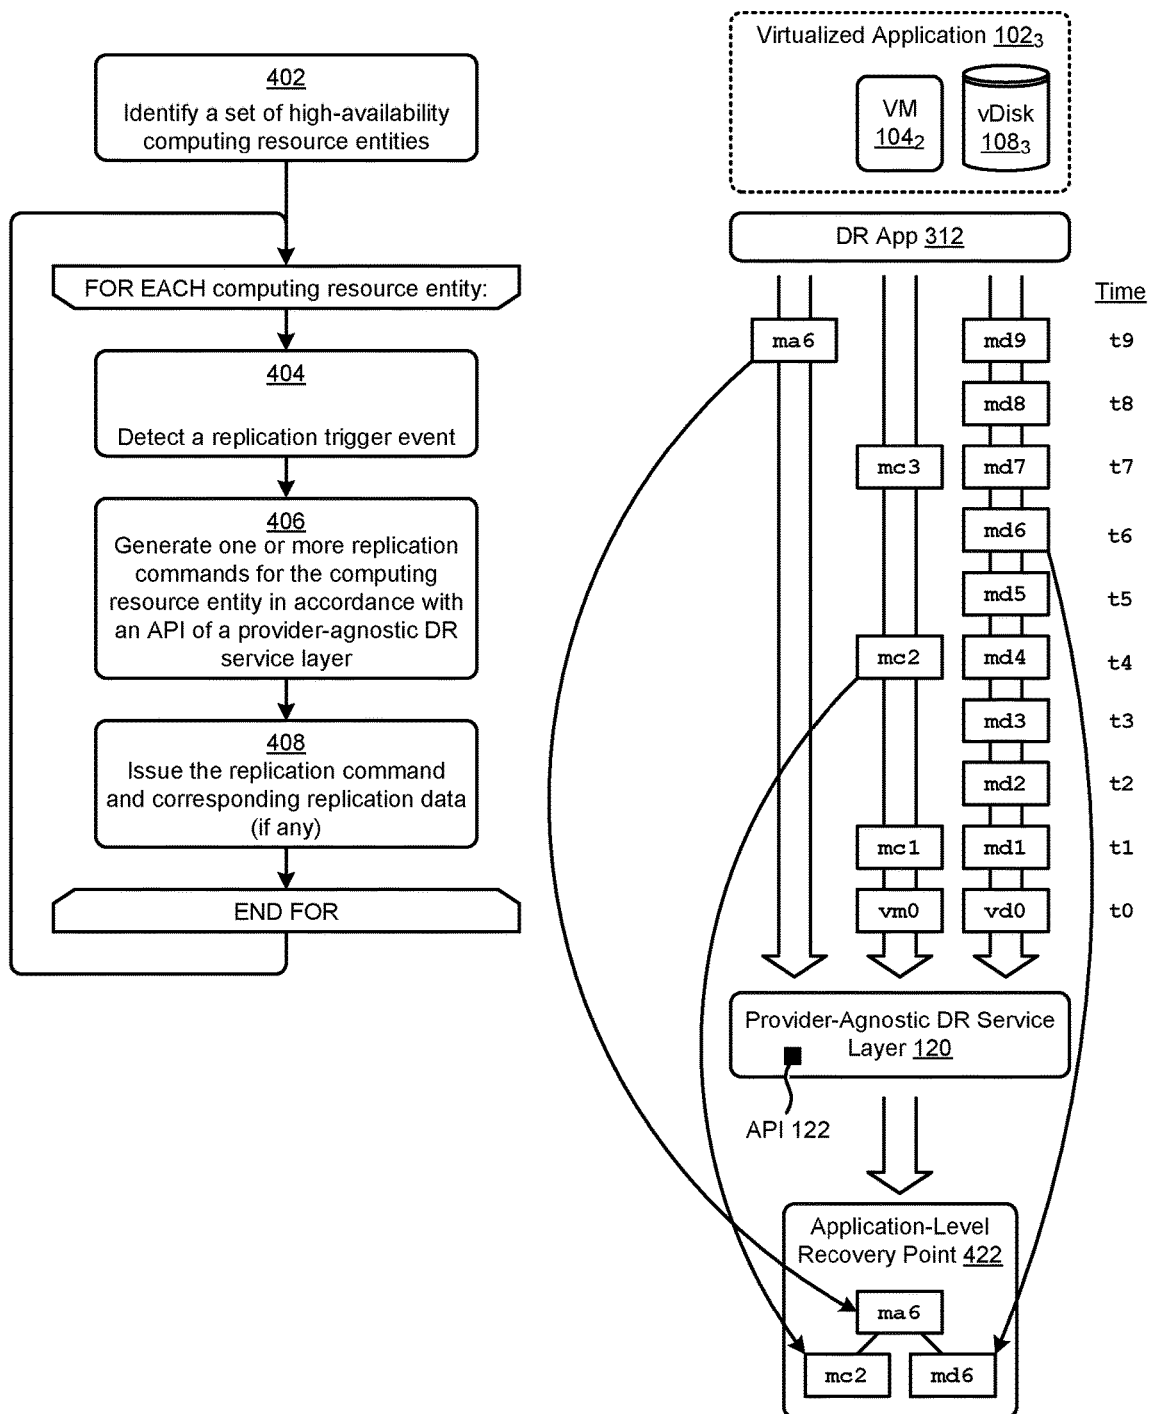 402
Identify a set of high-availability
computing resource entities
FOR EACH computing resource entity:
404
Detect a replication trigger event
406
Generate one or more replication
commands for the computing
resource entity in accordance with
an API of a provider-agnostic DR
service layer
408
Issue the replication command
and corresponding replication data
(if any)
END FOR
Virtualized Application 102₃
VM
104₂
vDisk
108₃
DR App 312
Time
ma6 md9 t9
md8 t8
mc3 md7 t7
md6 t6
md5 t5
mc2 md4 t4
md3 t3
md2 t2
mc1 md1 t1
vm0 vd0 t0
Provider-Agnostic DR Service
Layer 120
API 122
Application-Level
Recovery Point 422
ma6
mc2 md6